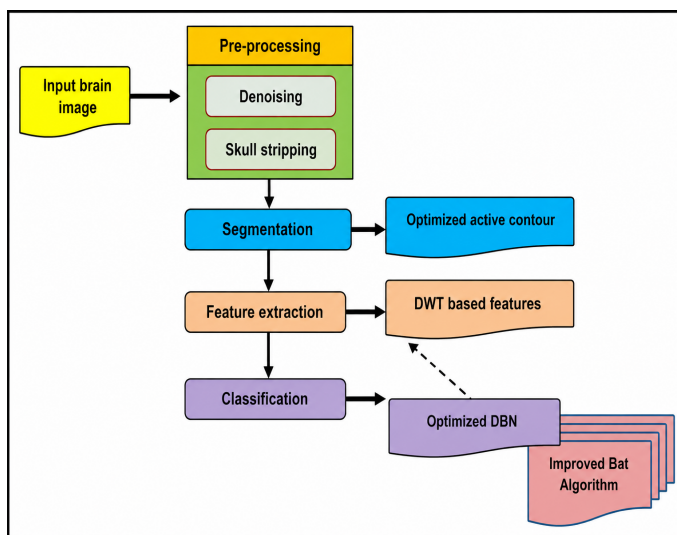 Pre-processing
Input brain
image
Denoising
Skull stripping
Segmentation
Optimized active contour
Feature extraction
DWT based features
Classification
Optimized DBN
Improved Bat
Algorithm